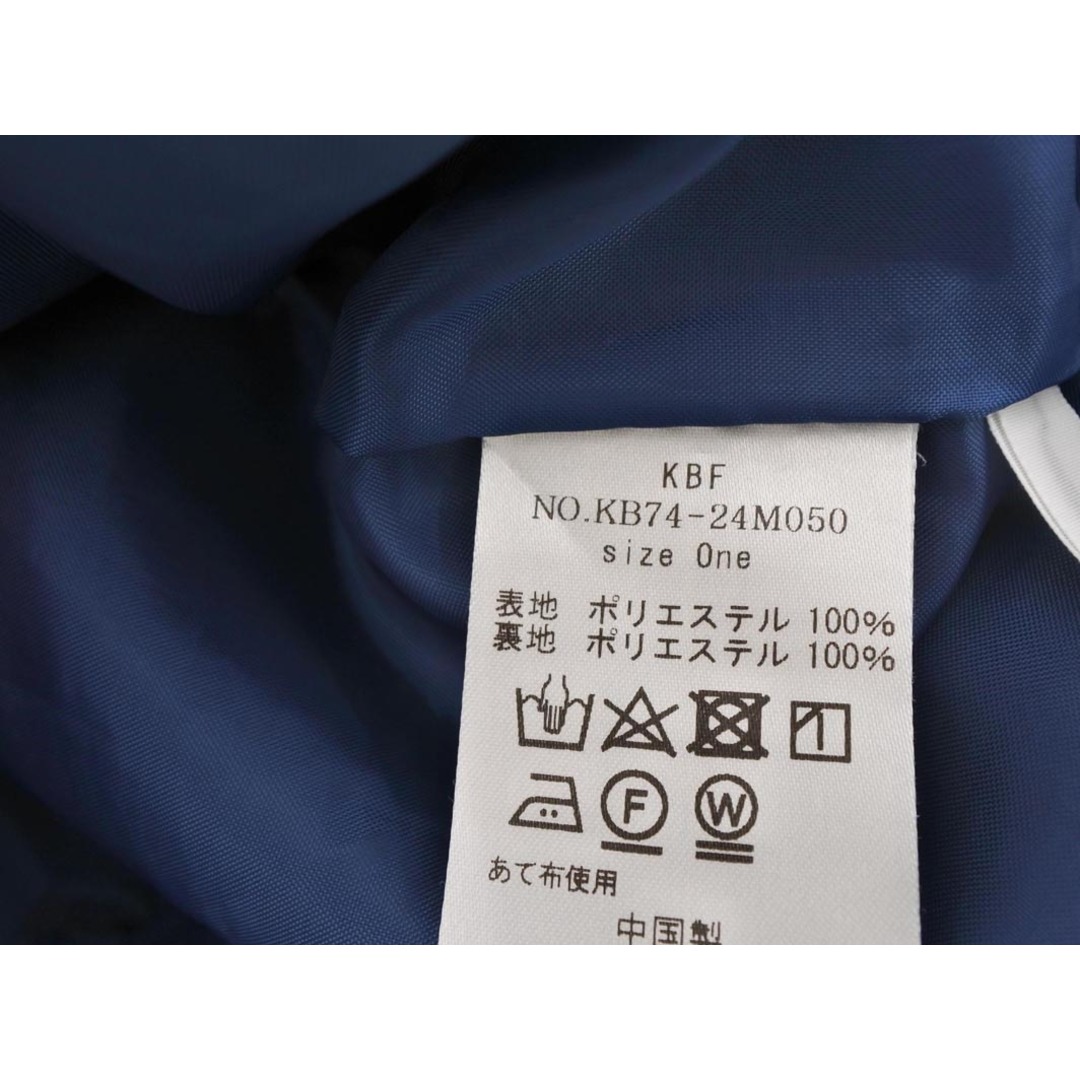 KBF
NO.KB74-24M050
size One
表地 ポリエステル 100%
裏地 ポリエステル 100%
F W
あて布使用
中国製